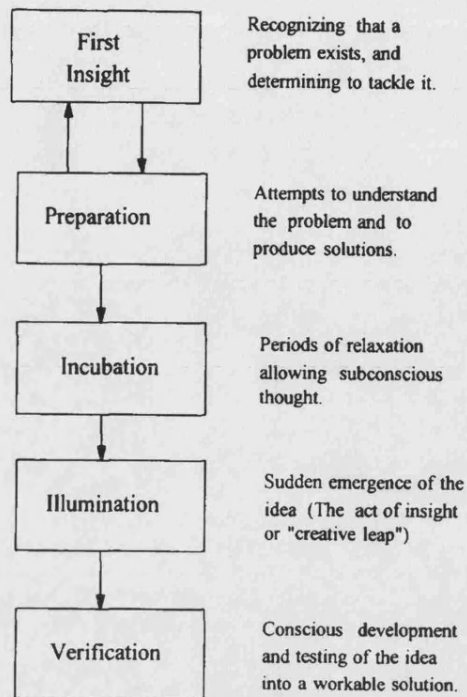 First
Insight
Recognizing that a
problem exists, and
determining to tackle it.
Preparation
Attempts to understand
the problem and to
produce solutions.
Incubation
Periods of relaxation
allowing subconscious
thought.
Illumination
Sudden emergence of the
idea (The act of insight
or "creative leap")
Verification
Conscious development
and testing of the idea
into a workable solution.